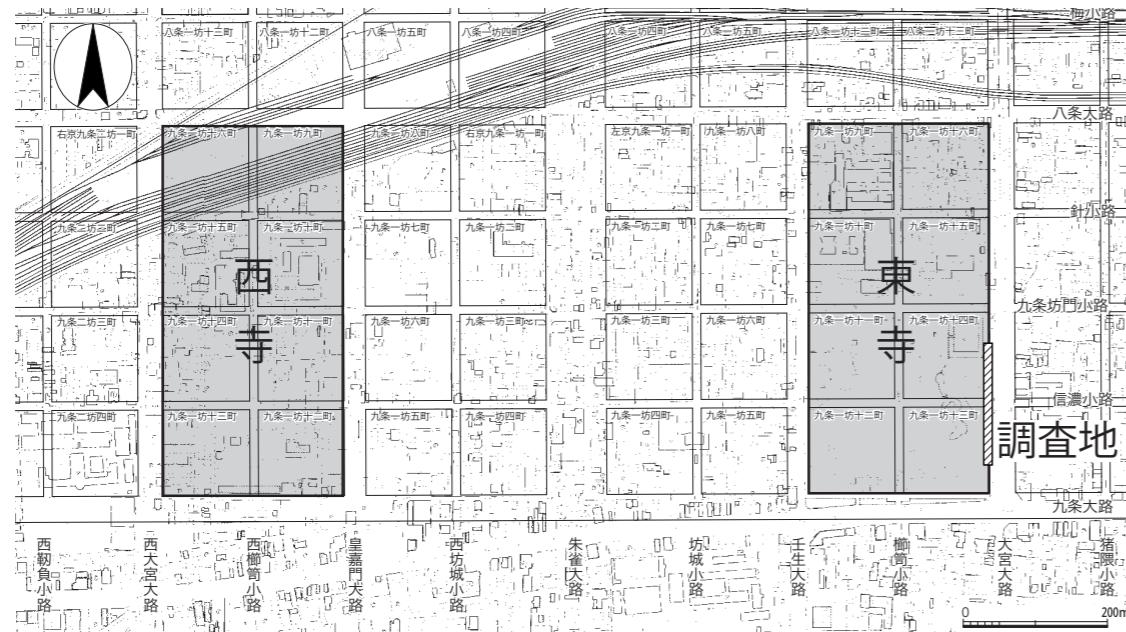 梅小路
八条一坊十三町
八条一坊十二町
八条一坊五町
八条一坊四町
八条一坊四町
八条一坊五町
八条一坊十二町
八条一坊十三町
八条大路
右京九条二坊一町
九条一坊十六町
九条一坊九町
九条一坊八町
右京九条一坊一町
左京九条一坊一町
九条一坊八町
九条一坊九町
九条一坊十六町
針小路
九条二坊二町
九条一坊十五町
九条一坊十町
九条一坊七町
九条一坊二町
九条一坊二町
九条一坊七町
九条一坊十町
九条一坊十五町
西寺
東寺
九条坊門小路
九条二坊三町
九条一坊十四町
九条一坊十一町
九条一坊六町
九条一坊三町
九条一坊三町
九条一坊六町
九条一坊十一町
九条一坊十四町
信濃小路
九条二坊四町
九条一坊十三町
九条一坊十二町
九条一坊五町
九条一坊四町
九条一坊四町
九条一坊五町
九条一坊十二町
九条一坊十三町
調査地
九条大路
西靱負小路
西大宮大路
西櫛笥小路
皇嘉門大路
西坊城小路
朱雀大路
坊城小路
壬生大路
櫛笥小路
大宮大路
猪隈小路
0
200m